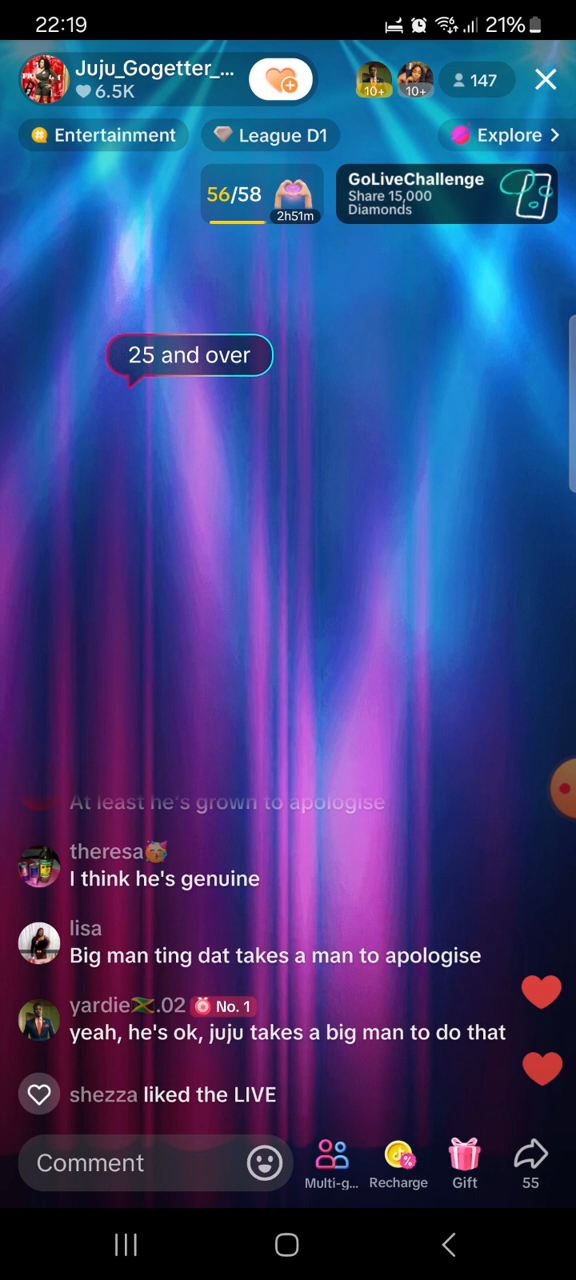 22:19
21%
Juju_Gogetter_...
6.5K
10+
10+
147
Entertainment
League D1
Explore >
56/58
2h51m
GoLiveChallenge
Share 15,000
Diamonds
25 and over
At least he's grown to apologise
theresa🥳
I think he's genuine
lisa
Big man ting dat takes a man to apologise
yardie🇯🇲.02 No. 1
yeah, he's ok, juju takes a big man to do that
shezza liked the LIVE
Comment
Multi-g...
Recharge
Gift
55